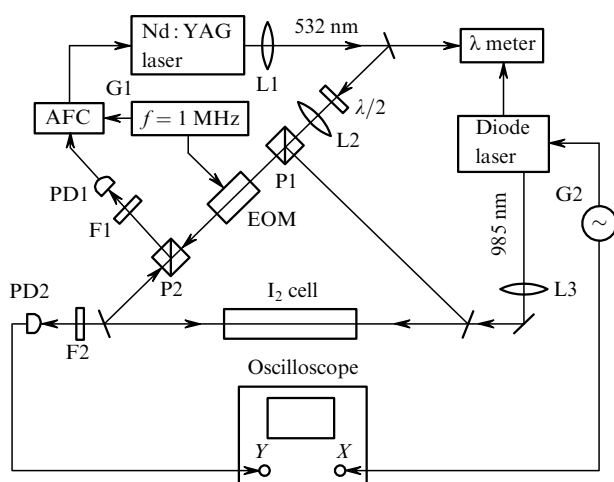 Nd : YAG
laser
532 nm
λ meter
L1
G1
AFC
f = 1 MHz
λ/2
L2
Diode
laser
P1
PD1
F1
EOM
985 nm
G2
~
P2
PD2
I₂ cell
L3
F2
Oscilloscope
Y
X